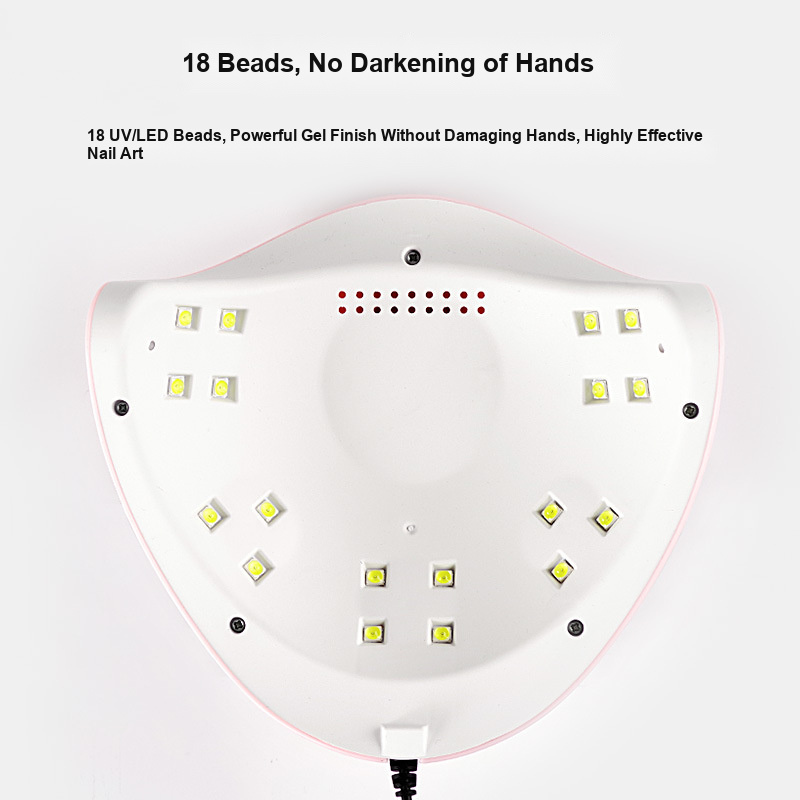 18 Beads, No Darkening of Hands
18 UV/LED Beads, Powerful Gel Finish Without Damaging Hands, Highly Effective
Nail Art